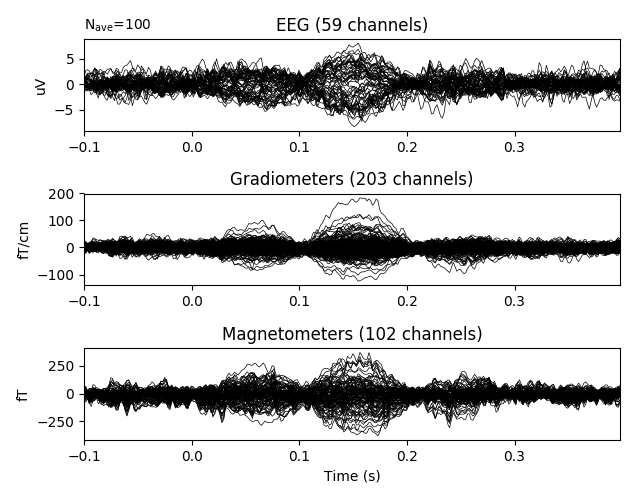 N_ave=100
EEG (59 channels)
5
0
−5
uV
−0.1 0.0 0.1 0.2 0.3
Gradiometers (203 channels)
200
100
0
−100
fT/cm
−0.1 0.0 0.1 0.2 0.3
Magnetometers (102 channels)
250
0
−250
fT
−0.1 0.0 0.1 0.2 0.3
Time (s)